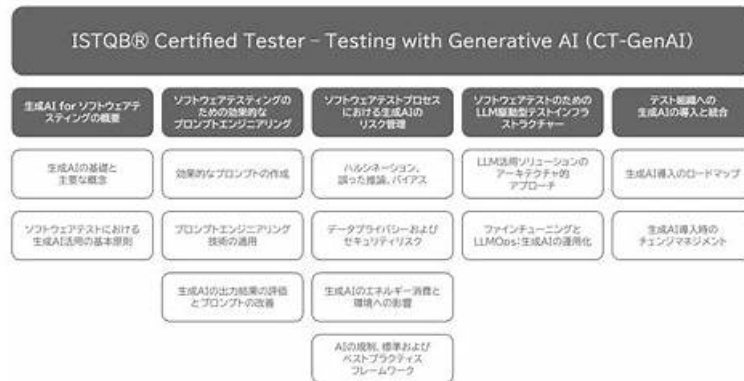 ISTQB® Certified Tester – Testing with Generative AI (CT-GenAI)
生成AI for ソフトウェアテ
スティングの概要
生成AIの基礎と
主要な概念
ソフトウェアテストにおける
生成AI活用の基本原則
ソフトウェアテスティングの
ための効果的な
プロンプトエンジニアリング
効果的なプロンプトの作成
プロンプトエンジニアリング
技術の適用
生成AIの出力結果の評価
とプロンプトの改善
ソフトウェアテストプロセス
における生成AIの
リスク管理
ハルシネーション、
誤った推論、バイアス
データプライバシーおよび
セキュリティリスク
生成AIのエネルギー消費と
環境への影響
AIの規制、標準および
ベストプラクティス
フレームワーク
ソフトウェアテストのための
LLM駆動型テストインフラ
ストラクチャー
LLM活用ソリューションの
アーキテクチャ的
アプローチ
ファインチューニングと
LLMOps：生成AIの運用化
テスト組織への
生成AIの導入と統合
生成AI導入のロードマップ
生成AI導入時の
チェンジマネジメント